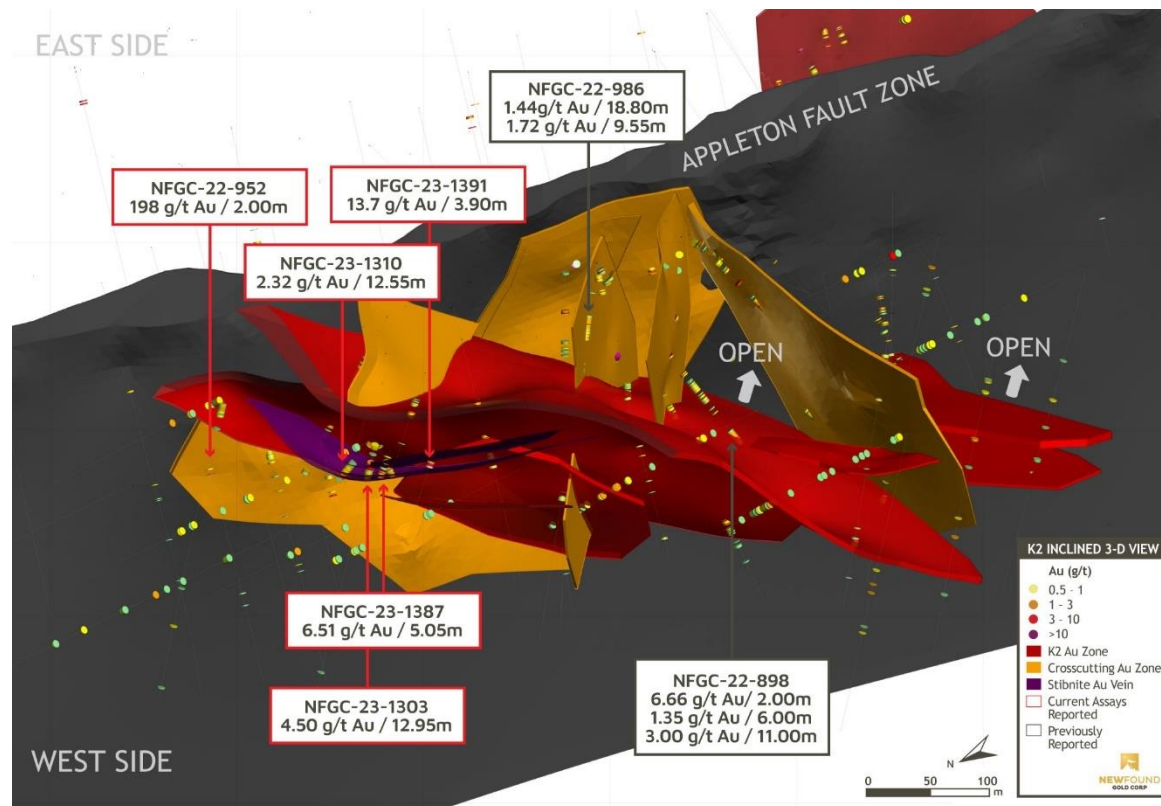 EAST SIDE
APPLETON FAULT ZONE
NFGC-22-986
1.44g/t Au / 18.80m
1.72 g/t Au / 9.55m
NFGC-22-952
198 g/t Au / 2.00m
NFGC-23-1391
13.7 g/t Au / 3.90m
NFGC-23-1310
2.32 g/t Au / 12.55m
OPEN
OPEN
NFGC-23-1387
6.51 g/t Au / 5.05m
NFGC-23-1303
4.50 g/t Au / 12.95m
NFGC-22-898
6.66 g/t Au/ 2.00m
1.35 g/t Au / 6.00m
3.00 g/t Au / 11.00m
WEST SIDE
N
0 50 100
m
K2 INCLINED 3-D VIEW
Au (g/t)
0.5 - 1
1 - 3
3 - 10
>10
K2 Au Zone
Crosscutting Au Zone
Stibnite Au Vein
Current Assays
Reported
Previously
Reported
NEWFOUND
GOLD CORP